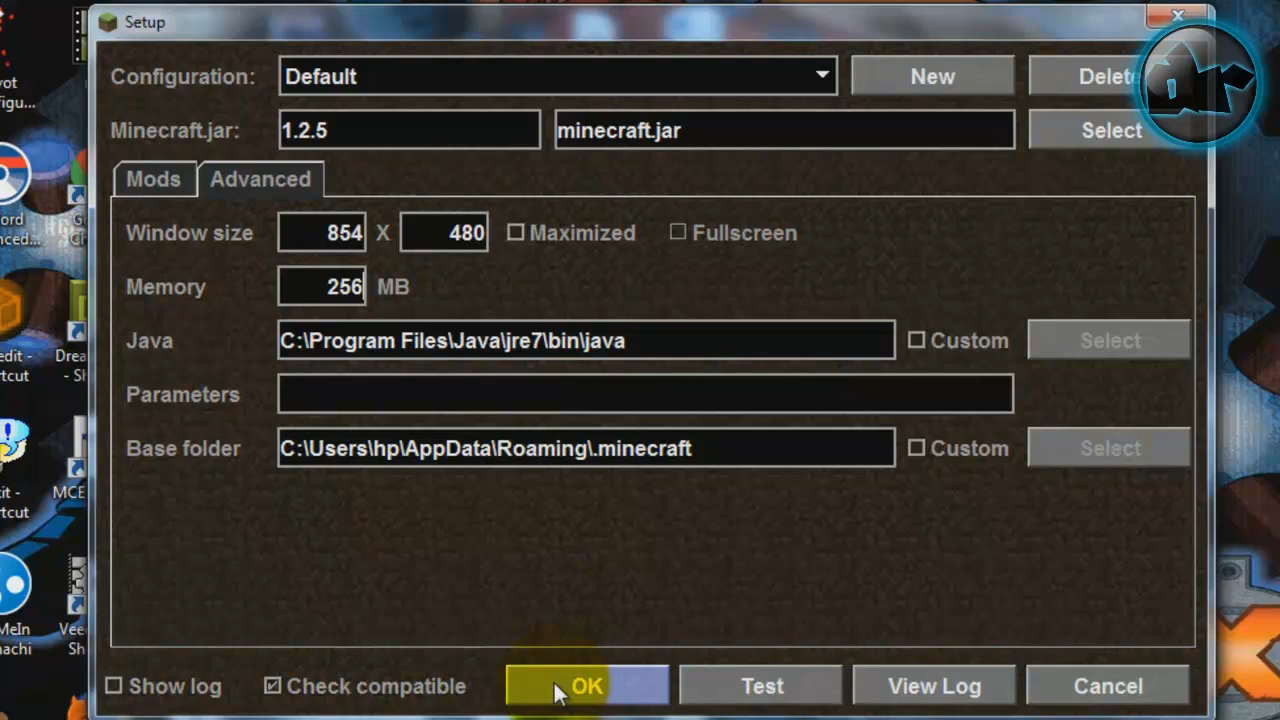 Setup
Configuration: Default New Delete
Minecraft.jar: 1.2.5 minecraft.jar Select
Mods Advanced
Window size 854 X 480 Maximized Fullscreen
Memory 256 MB
Java C:\Program Files\Java\jre7\bin\java Custom Select
Parameters
Base folder C:\Users\hp\AppData\Roaming\.minecraft Custom Select
Show log Check compatible OK Test View Log Cancel